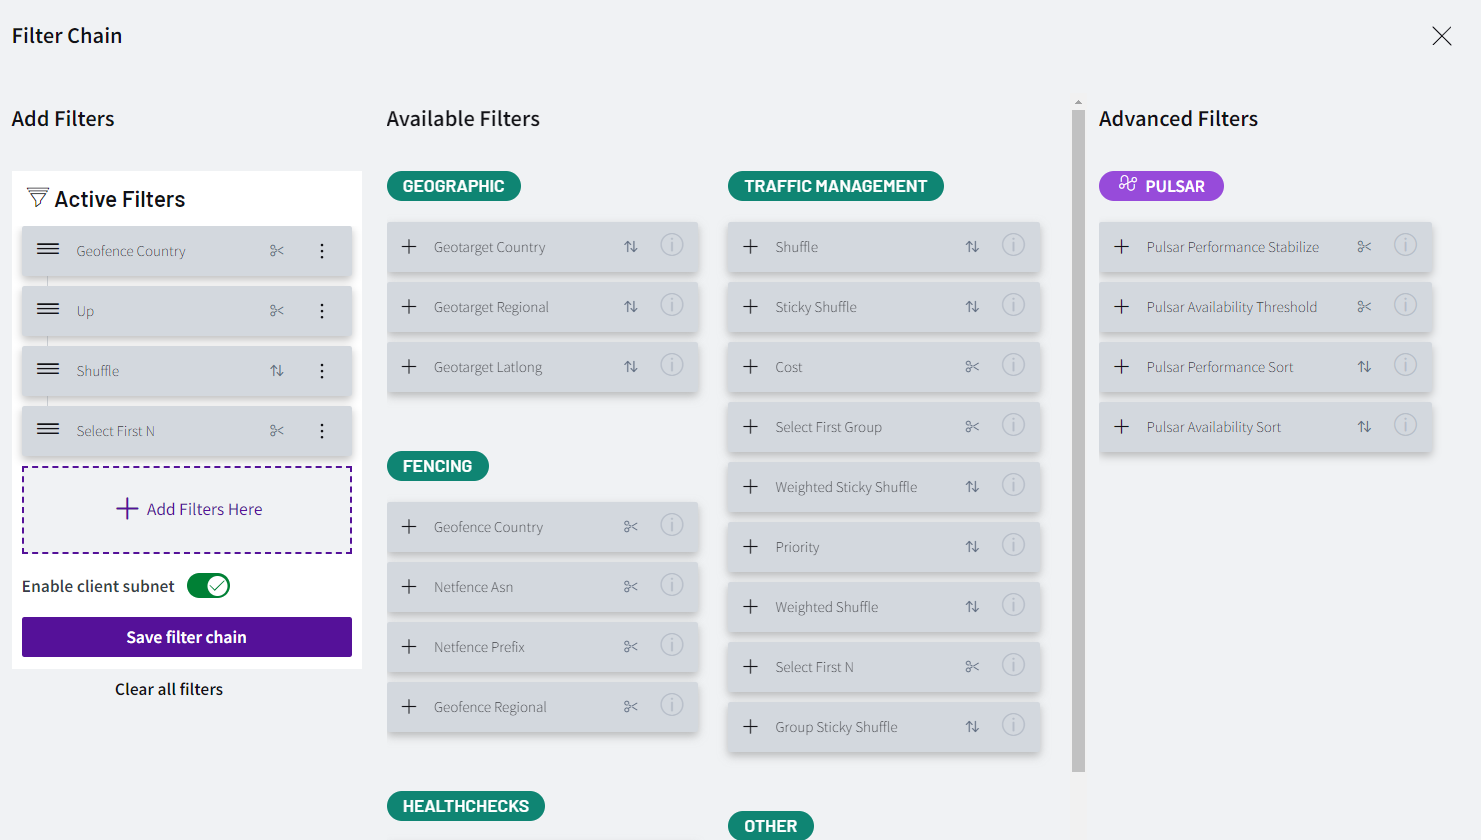 Filter Chain
Add Filters
Active Filters
Geofence Country
Up
Shuffle
Select First N
Add Filters Here
Enable client subnet
Save filter chain
Clear all filters
Available Filters
GEOGRAPHIC
Geotarget Country
Geotarget Regional
Geotarget Latlong
FENCING
Geofence Country
Netfence Asn
Netfence Prefix
Geofence Regional
HEALTHCHECKS
TRAFFIC MANAGEMENT
Shuffle
Sticky Shuffle
Cost
Select First Group
Weighted Sticky Shuffle
Priority
Weighted Shuffle
Select First N
Group Sticky Shuffle
OTHER
Advanced Filters
PULSAR
Pulsar Performance Stabilize
Pulsar Availability Threshold
Pulsar Performance Sort
Pulsar Availability Sort